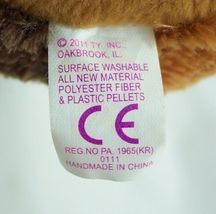 © 2011 TY, INC.,
OAKBROOK, IL.
SURFACE WASHABLE
ALL NEW MATERIAL
POLYESTER FIBER
& PLASTIC PELLETS
CE
REG.NO PA. 1965(KR)
0111
HANDMADE IN CHINA